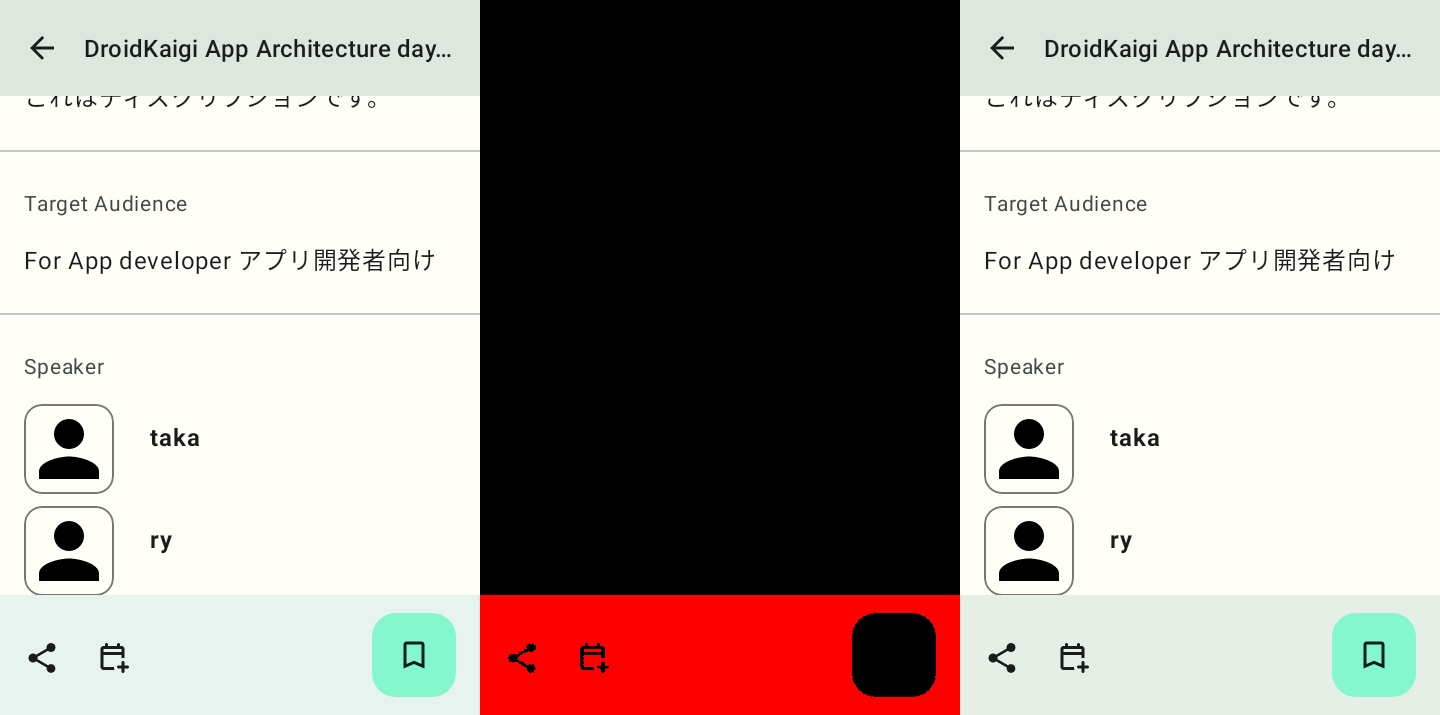 DroidKaigi App Architecture day…
これはディスクリプションです。
Target Audience
For App developer アプリ開発者向け
Speaker
taka
ry
DroidKaigi App Architecture day…
これはディスクリプションです。
Target Audience
For App developer アプリ開発者向け
Speaker
taka
ry